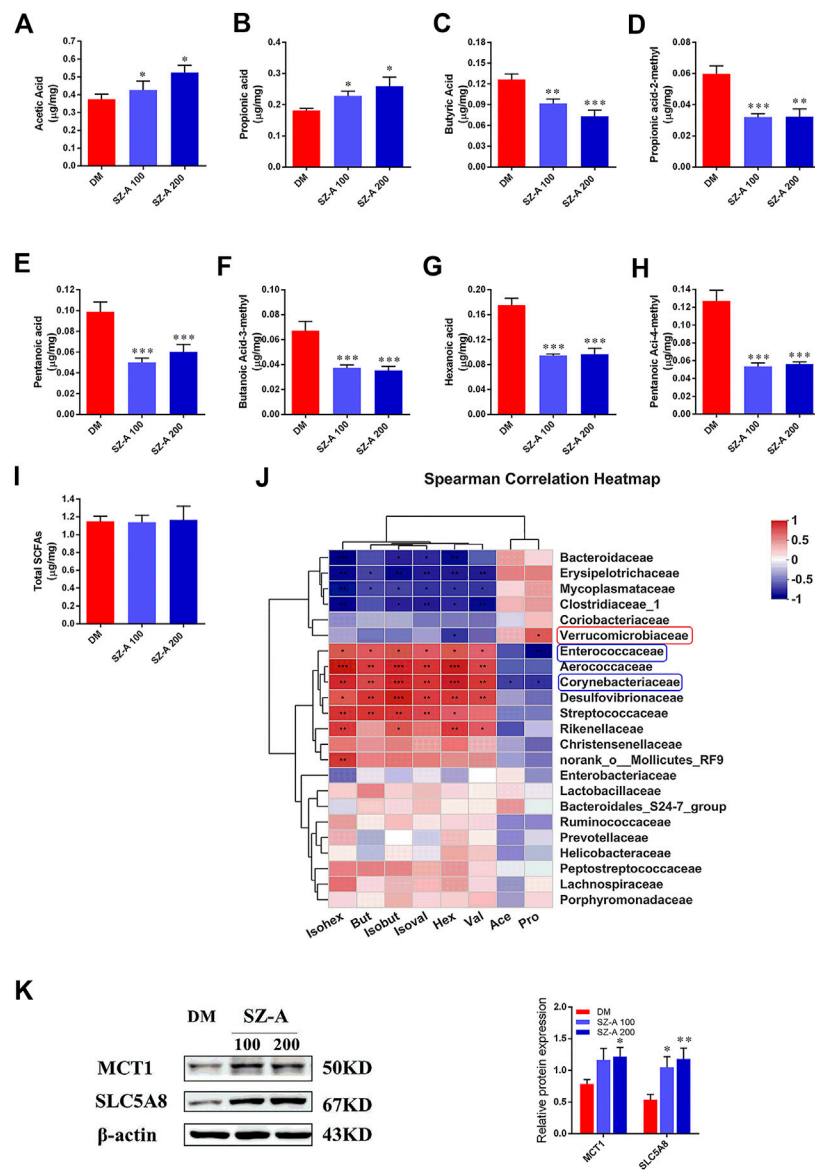 A
Acetic Acid
(μg/mg)
0.7
0.6
0.5
0.4
0.3
0.2
0.1
0.0
*
*
DM
SZ-A 100
SZ-A 200
B
Propionic acid
(μg/mg)
0.4
0.3
0.2
0.1
0.0
*
*
DM
SZ-A 100
SZ-A 200
C
Butyric Acid
(μg/mg)
0.18
0.15
0.12
0.09
0.06
0.03
0.00
**
***
DM
SZ-A 100
SZ-A 200
D
Propionic acid-2-methyl
(μg/mg)
0.08
0.06
0.04
0.02
0.00
***
**
DM
SZ-A 100
SZ-A 200
E
Pentanoic acid
(μg/mg)
0.12
0.10
0.08
0.06
0.04
0.02
0.00
***
***
DM
SZ-A 100
SZ-A 200
F
Butanoic Acid-3-methyl
(μg/mg)
0.10
0.08
0.06
0.04
0.02
0.00
***
***
DM
SZ-A 100
SZ-A 200
G
Hexanoic acid
(μg/mg)
0.20
0.16
0.12
0.08
0.04
0.00
***
***
DM
SZ-A 100
SZ-A 200
H
Pentanoic Aci-4-methyl
(μg/mg)
0.14
0.12
0.10
0.08
0.06
0.04
0.02
0.00
***
***
DM
SZ-A 100
SZ-A 200
I
Total SCFAs
(μg/mg)
1.6
1.4
1.2
1.0
0.8
0.6
0.4
0.2
0.0
DM
SZ-A 100
SZ-A 200
J
Spearman Correlation Heatmap
1
0.5
0
-0.5
-1
Bacteroidaceae
Erysipelotrichaceae
Mycoplasmataceae
Clostridiaceae_1
Coriobacteriaceae
Verrucomicrobiaceae
Enterococcaceae
Aerococcaceae
Corynebacteriaceae
Desulfovibrionaceae
Streptococcaceae
Rikenellaceae
Christensenellaceae
norank_o__Mollicutes_RF9
Enterobacteriaceae
Lactobacillaceae
Bacteroidales_S24-7_group
Ruminococcaceae
Prevotellaceae
Helicobacteraceae
Peptostreptococcaceae
Lachnospiraceae
Porphyromonadaceae
Isohex But Isobut Isoval Hex Val Ace Pro
K
DM SZ-A
100 200
MCT1 50KD
SLC5A8 67KD
β-actin 43KD
Relative protein expression
2.0
1.5
1.0
0.5
0.0
DM
SZ-A 100
SZ-A 200
*
* **
MCT1
SLC5A8